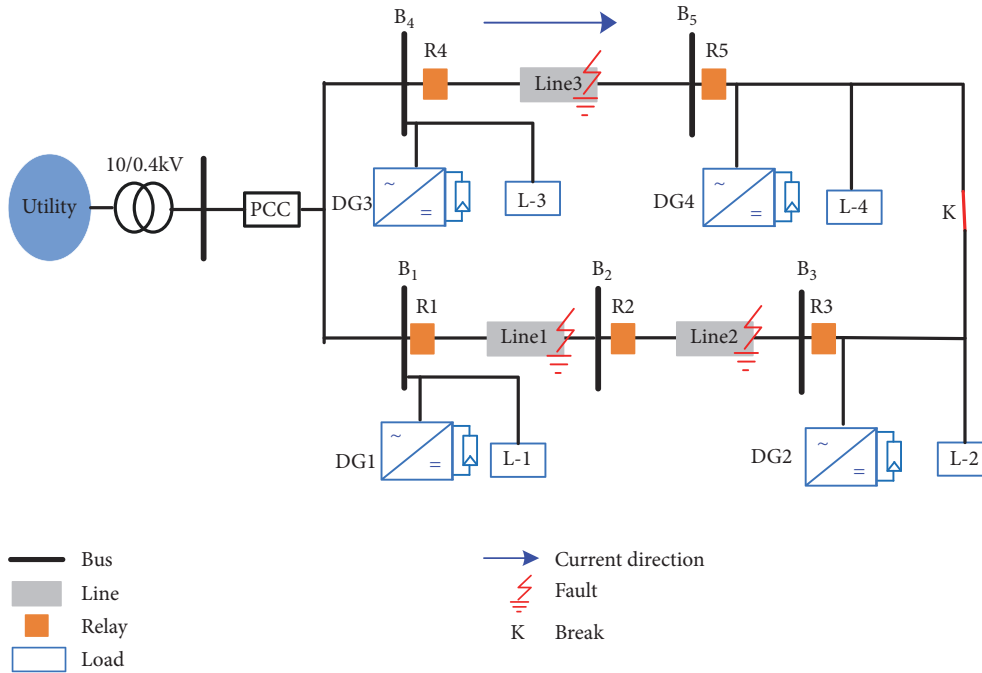 B4
B5
R4
R5
Line3
10/0.4kV
Utility
PCC
DG3
~
=
L-3
DG4
~
=
L-4
K
B1
B2
B3
R1
R2
R3
Line1
Line2
DG1
~
=
L-1
DG2
~
=
L-2
Bus
Line
Relay
Load
Current direction
Fault
K Break